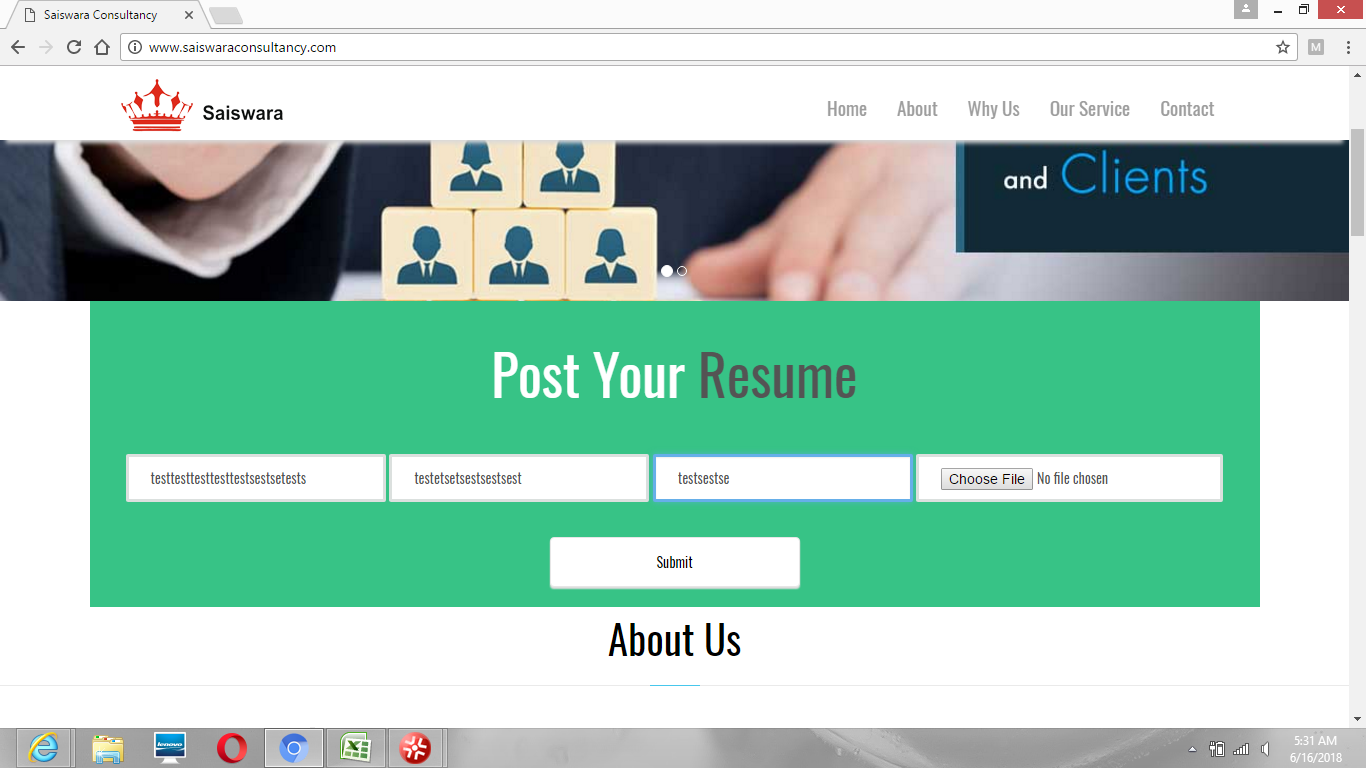 Saiswara Consultancy
www.saiswaraconsultancy.com
M
Saiswara
Home About Why Us Our Service Contact
and Clients
Post Your Resume
testtesttesttesttestsestsetests testetsetsestsestsest testsestse Choose File No file chosen
Submit
About Us
lenovo
5:31 AM
6/16/2018